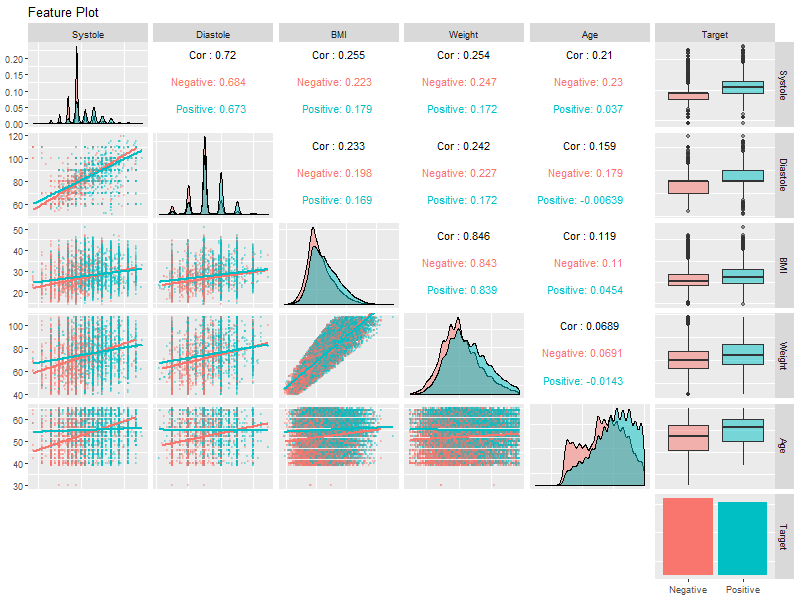 Feature Plot
Systole Diastole BMI Weight Age Target
0.20
0.15
0.10
0.05
0.00
Cor : 0.72 Cor : 0.255 Cor : 0.254 Cor : 0.21
Negative: 0.684 Negative: 0.223 Negative: 0.247 Negative: 0.23
Positive: 0.673 Positive: 0.179 Positive: 0.172 Positive: 0.037
Systole
120
100
80
60
Cor : 0.233 Cor : 0.242 Cor : 0.159
Negative: 0.198 Negative: 0.227 Negative: 0.179
Positive: 0.169 Positive: 0.172 Positive: -0.00639
Diastole
50
40
30
20
Cor : 0.846 Cor : 0.119
Negative: 0.843 Negative: 0.11
Positive: 0.839 Positive: 0.0454
BMI
100
80
60
40
Cor : 0.0689
Negative: 0.0691
Positive: -0.0143
Weight
60
50
40
30
Age
Target
Negative Positive